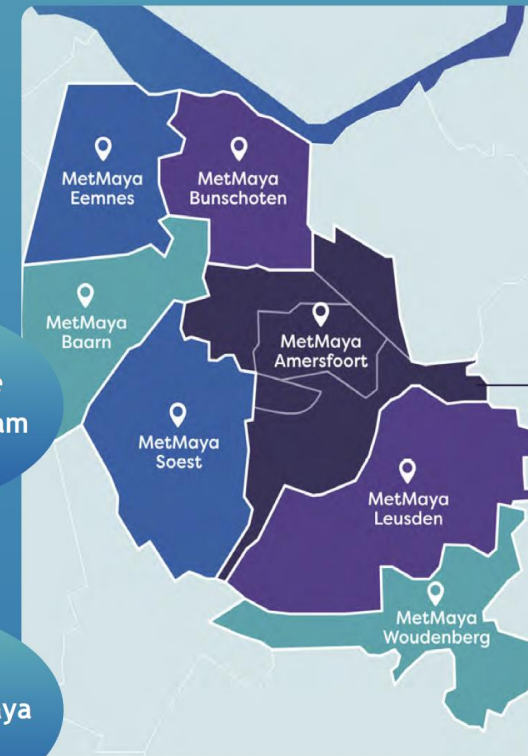 MetMaya
Eemnes
MetMaya
Bunschoten
MetMaya
Baarn
MetMaya
Amersfoort
MetMaya
Soest
MetMaya
Leusden
MetMaya
Woudenberg